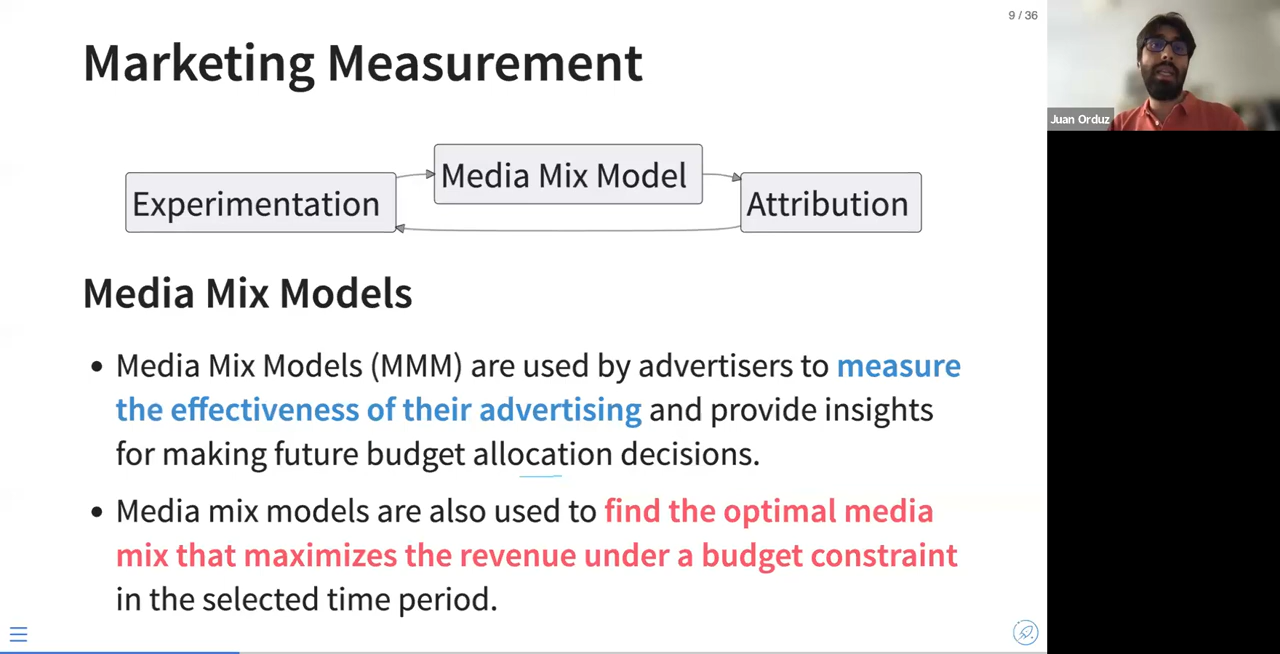 9 / 36
Marketing Measurement
Juan Orduz
Media Mix Model
Experimentation
Attribution
Media Mix Models
Media Mix Models (MMM) are used by advertisers to measure
the effectiveness of their advertising and provide insights
for making future budget allocation decisions.
Media mix models are also used to find the optimal media
mix that maximizes the revenue under a budget constraint
in the selected time period.